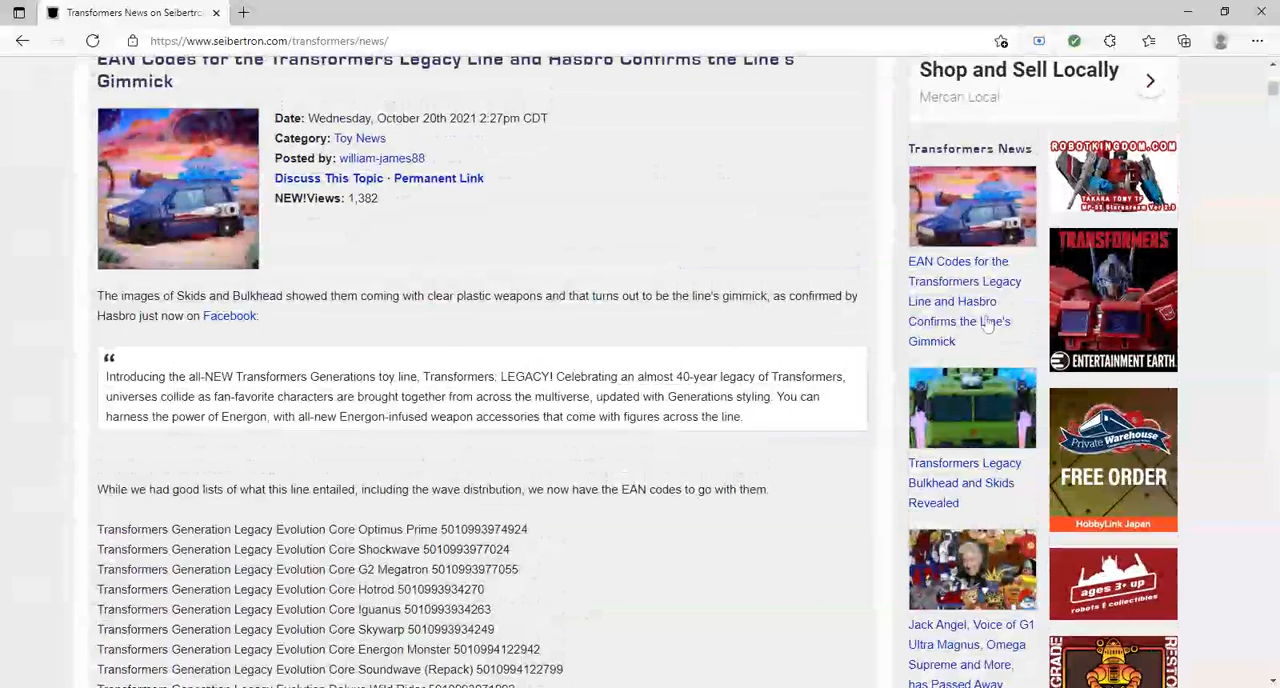 Transformers News on Seibertro
https://www.seibertron.com/transformers/news/
EAN Codes for the Transformers Legacy Line and Hasbro Confirms the Line's
Gimmick
Date: Wednesday, October 20th 2021 2:27pm CDT
Category: Toy News
Posted by: william-james88
Discuss This Topic · Permanent Link
NEW!Views: 1,382
The images of Skids and Bulkhead showed them coming with clear plastic weapons and that turns out to be the line's gimmick, as confirmed by
Hasbro just now on Facebook:
“
Introducing the all-NEW Transformers Generations toy line, Transformers: LEGACY! Celebrating an almost 40-year legacy of Transformers,
universes collide as fan-favorite characters are brought together from across the multiverse, updated with Generations styling. You can
harness the power of Energon, with all-new Energon-infused weapon accessories that come with figures across the line.
While we had good lists of what this line entailed, including the wave distribution, we now have the EAN codes to go with them.
Transformers Generation Legacy Evolution Core Optimus Prime 5010993974924
Transformers Generation Legacy Evolution Core Shockwave 5010993977024
Transformers Generation Legacy Evolution Core G2 Megatron 5010993977055
Transformers Generation Legacy Evolution Core Hotrod 5010993934270
Transformers Generation Legacy Evolution Core Iguanus 5010993934263
Transformers Generation Legacy Evolution Core Skywarp 5010993934249
Transformers Generation Legacy Evolution Core Energon Monster 5010994122942
Transformers Generation Legacy Evolution Core Soundwave (Repack) 5010994122799
Shop and Sell Locally
Mercari Local
Transformers News
EAN Codes for the
Transformers Legacy
Line and Hasbro
Confirms the Line's
Gimmick
Transformers Legacy
Bulkhead and Skids
Revealed
Jack Angel, Voice of G1
Ultra Magnus, Omega
Supreme and More,
has Passed Away
ROBOTKINGDOM.COM
TAKARA TOMY TF
MP-52 Starscream Ver 2.0
TRANSFORMERS
ENTERTAINMENT EARTH
Private Warehouse
FREE ORDER
HobbyLink Japan
ages 3+ up
robots & collectibles